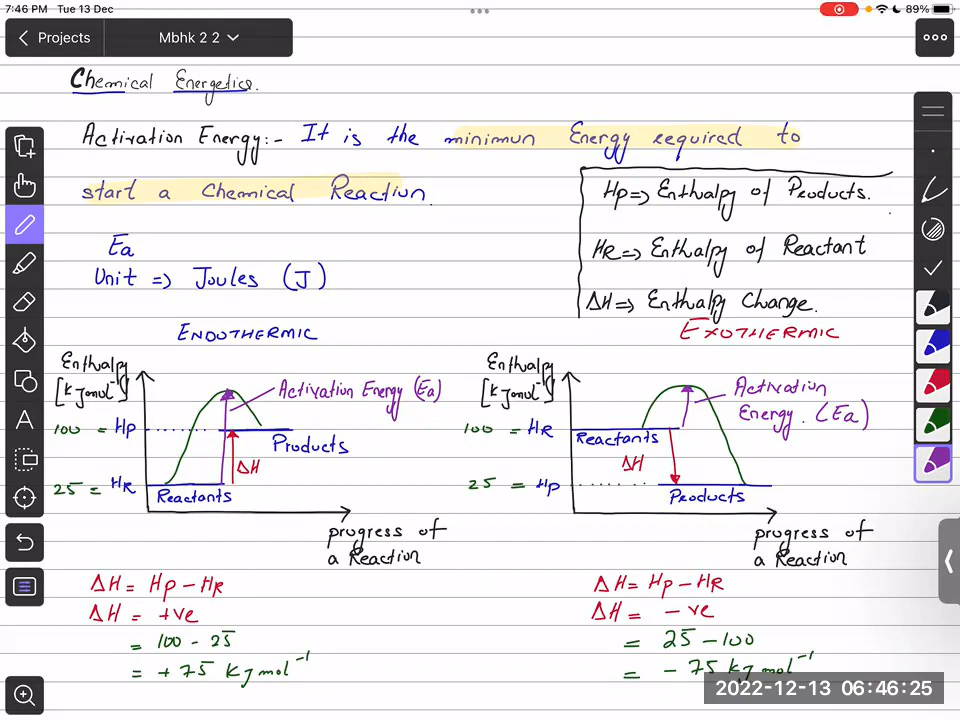 7:46 PM Tue 13 Dec
89%
Projects
Mbhk 2 2
Chemical Energetics.
Activation Energy:- It is the minimun Energy required to
start a Chemical Reaction.
Ea
Unit => Joules (J)
Hp=> Enthalpy of Products.
HR=> Enthalpy of Reactant
ΔH=> Enthalpy Change.
ENDOTHERMIC
Enthalpy
[KJmol⁻¹]
Activation Energy (Ea)
100 = Hp
Products
ΔH
25 = HR
Reactants
progress of
a Reaction
ΔH = Hp - HR
ΔH = +ve
= 100 - 25
= + 75 KJmol⁻¹
EXOTHERMIC
Enthalpy
[KJmol⁻¹]
Activation
Energy. (Ea)
100 = HR
Reactants
ΔH
25 = Hp
Products
progress of
a Reaction
ΔH = Hp - HR
ΔH = - ve
= 25 - 100
= - 75 KJ mol⁻¹
A
2022-12-13 06:46:25